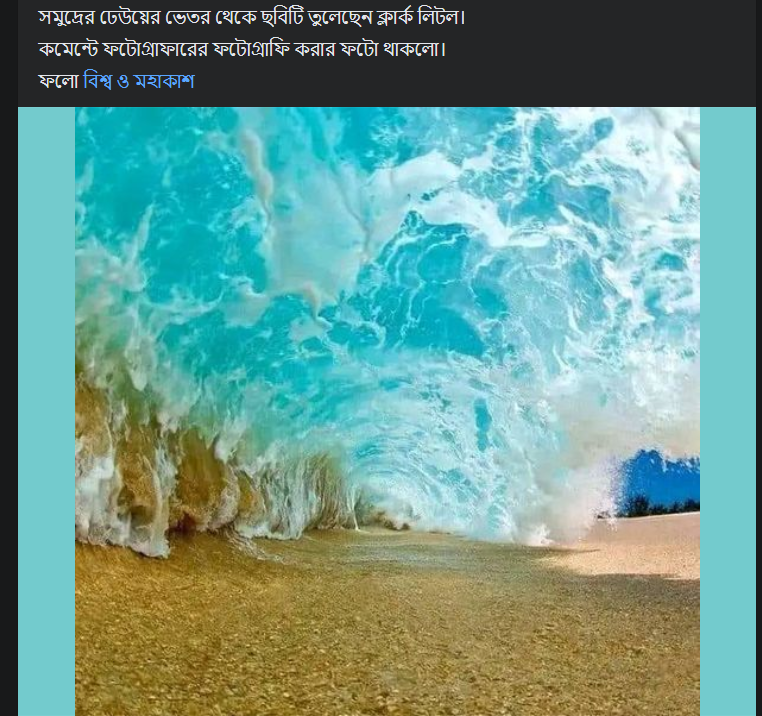 সমুদ্রের ঢেউয়ের ভেতর থেকে ছবিটি তুলেছেন ক্লার্ক লিটল।
কমেন্টে ফটোগ্রাফারের ফটোগ্রাফি করার ফটো থাকলো।
ফলো বিশ্ব ও মহাকাশ